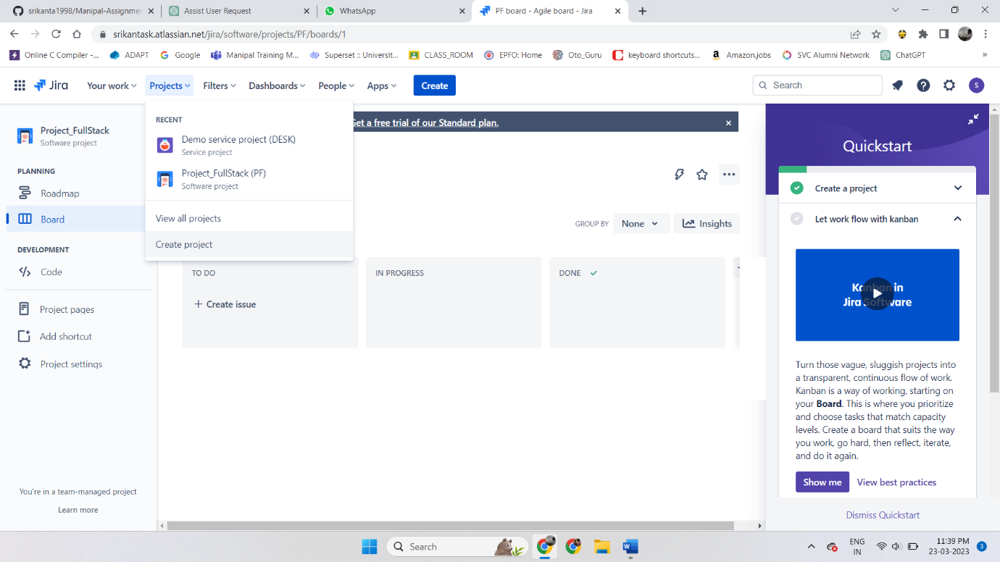 srikanta1998/Manipal-Assignmen
Assist User Request
WhatsApp
PF board - Agile board - Jira
srikantask.atlassian.net/jira/software/projects/PF/boards/1
Online C Compiler -...
ADAPT
Google
Manipal Training M...
Superset :: Universit...
CLASS_ROOM
EPFO: Home
Oto_Guru
keyboard shortcuts...
Amazon.jobs
SVC Alumni Network
ChatGPT
»
Jira
Your work
Projects
Filters
Dashboards
People
Apps
Create
Search
S
Project_FullStack
Software project
PLANNING
Roadmap
Board
DEVELOPMENT
Code
Project pages
Add shortcut
Project settings
You're in a team-managed project
Learn more
RECENT
Demo service project (DESK)
Service project
Project_FullStack (PF)
Software project
View all projects
Create project
Get a free trial of our Standard plan.
GROUP BY
None
Insights
TO DO
Create issue
IN PROGRESS
DONE
Quickstart
Create a project
Let work flow with kanban
Kanban in
Jira Software
Turn those vague, sluggish projects into
a transparent, continuous flow of work.
Kanban is a way of working, starting on
your Board. This is where you prioritize
and choose tasks that match capacity
levels. Create a board that suits the way
you work, go hard, then reflect, iterate,
and do it again.
Show me
View best practices
Dismiss Quickstart
Search
ENG
IN
11:39 PM
23-03-2023
3